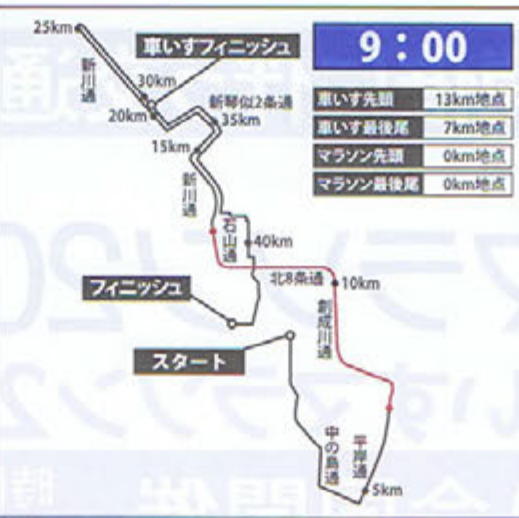 25km
車いすフィニッシュ
9：00
新川通
30km
20km
新琴似2条通
35km
15km
新川通
石山通
40km
北8条通
10km
フィニッシュ
創成川通
スタート
中の島通
平岸通
5km
車いす先頭 13km地点
車いす最後尾 7km地点
マラソン先頭 0km地点
マラソン最後尾 0km地点